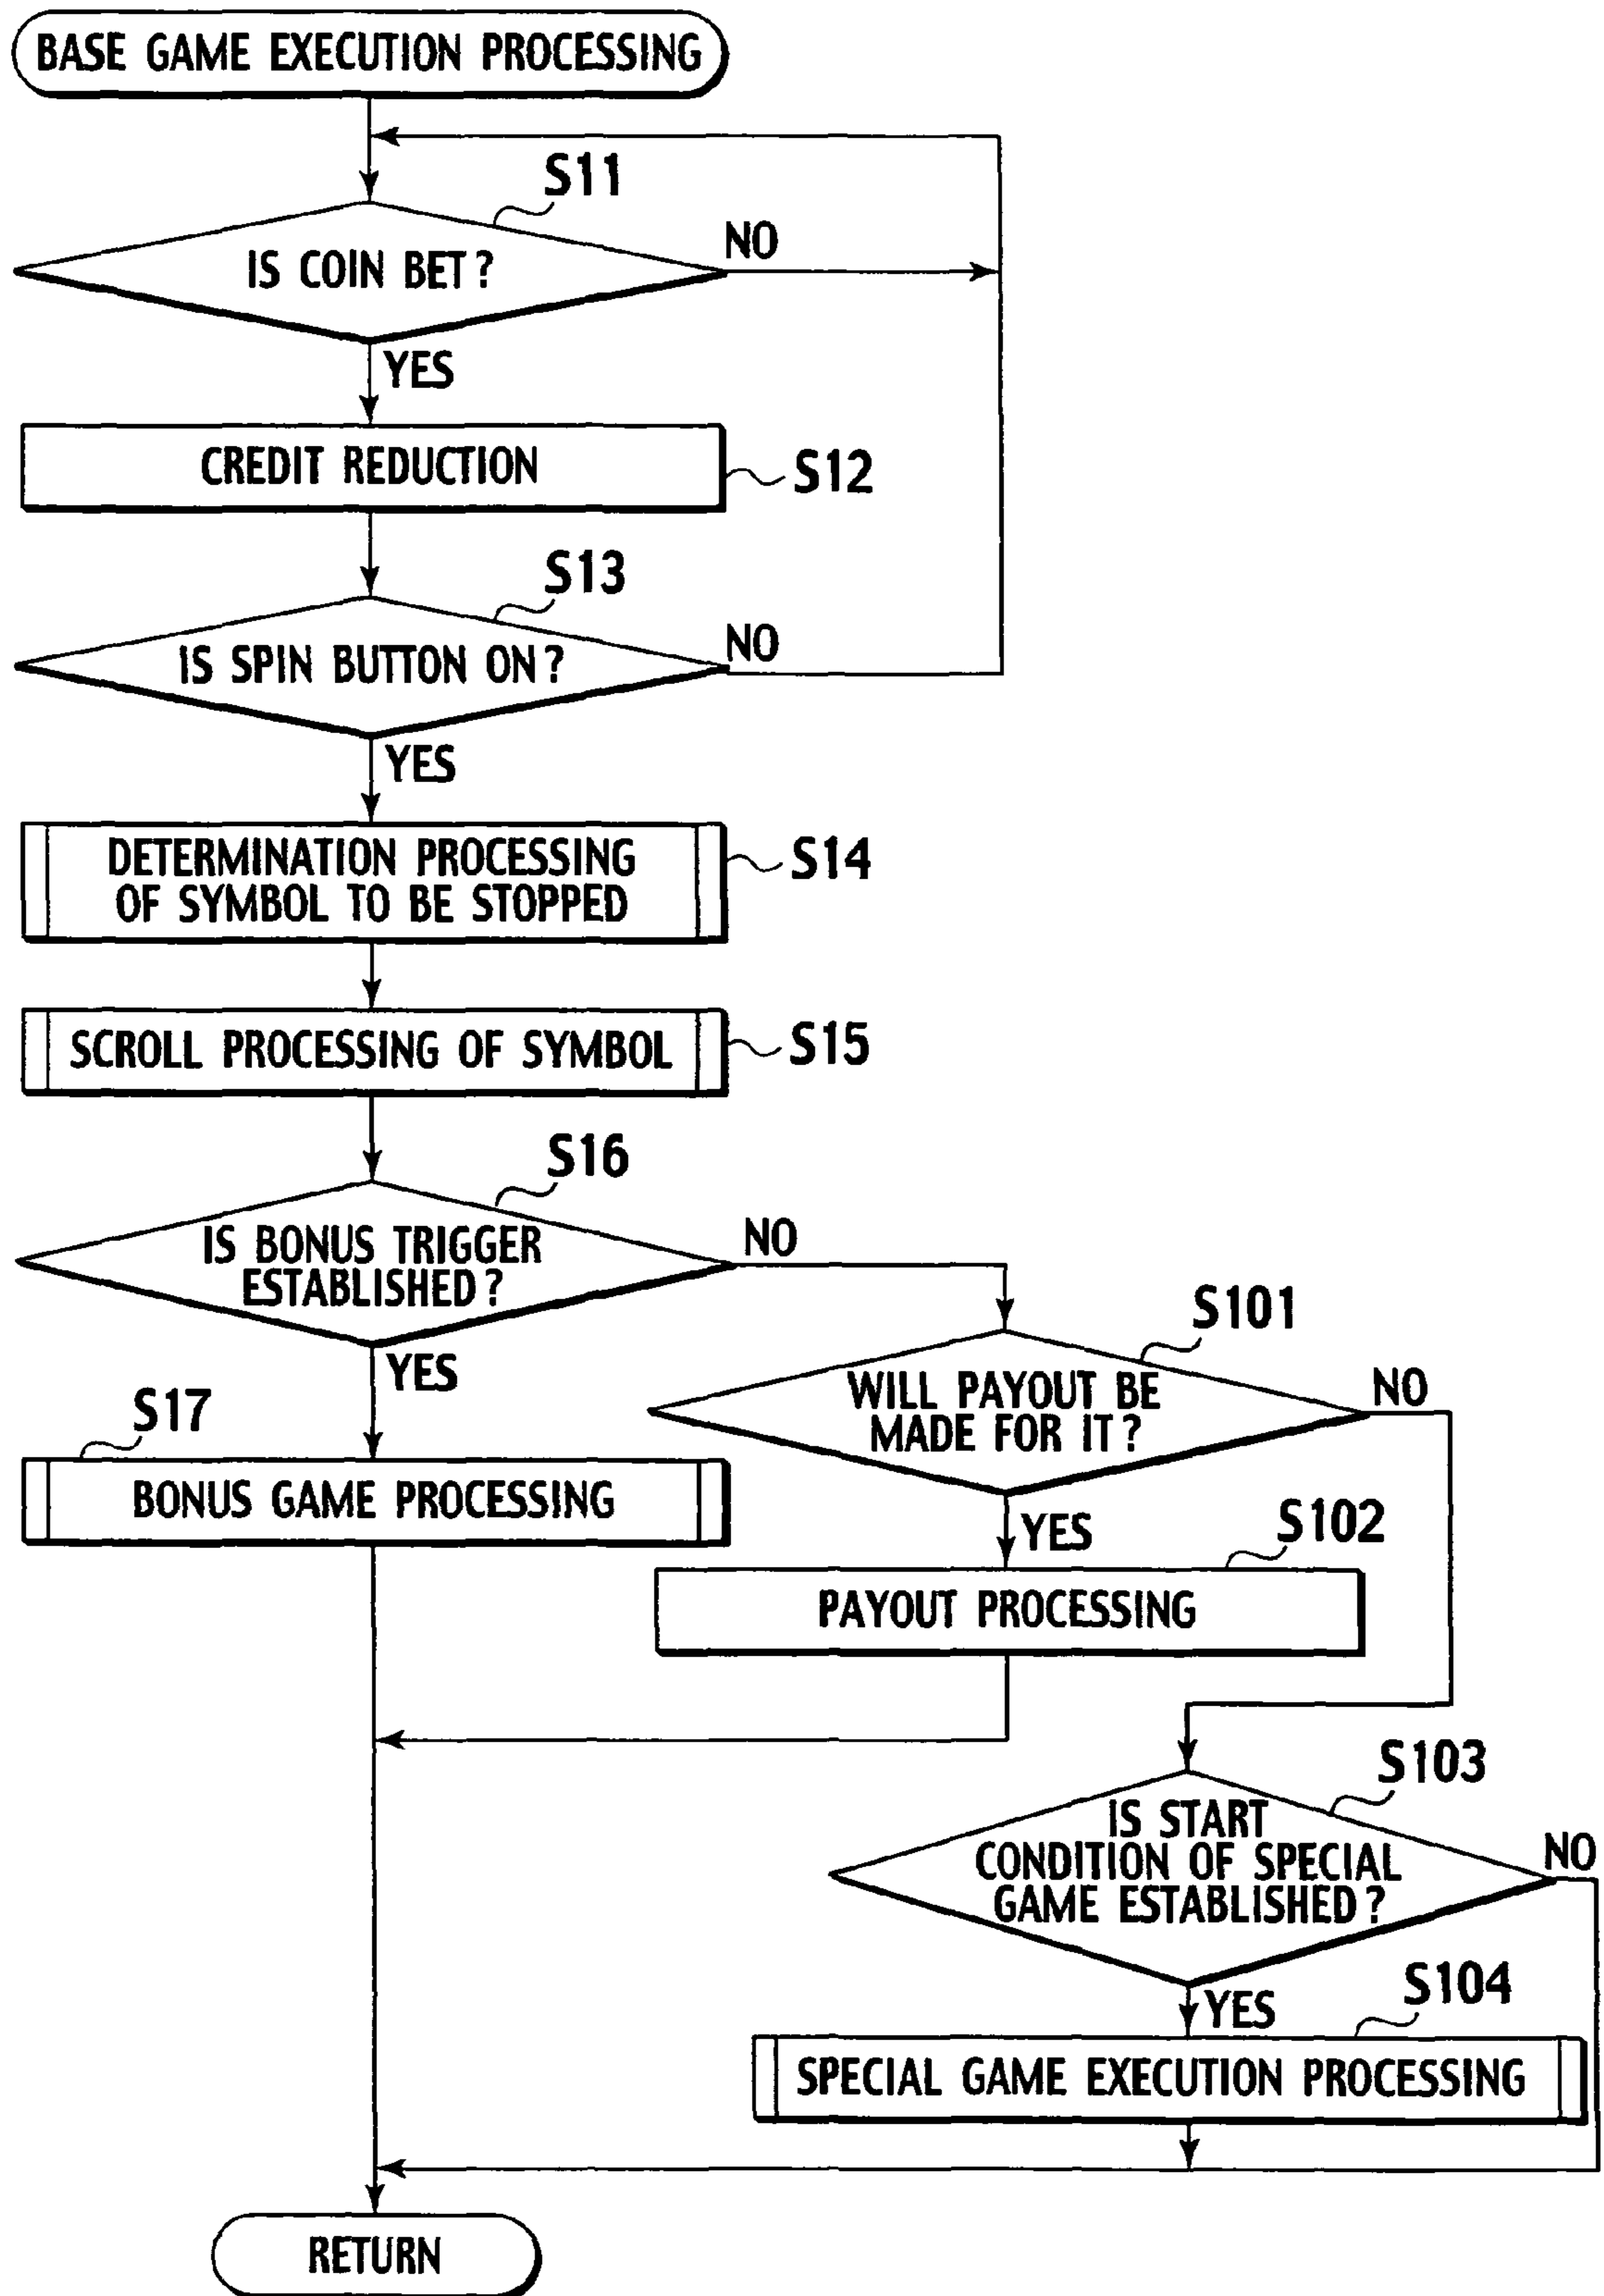 BASE GAME EXECUTION PROCESSING
S11
IS COIN BET?
NO
YES
CREDIT REDUCTION
S12
S13
IS SPIN BUTTON ON?
NO
YES
DETERMINATION PROCESSING
OF SYMBOL TO BE STOPPED
S14
SCROLL PROCESSING OF SYMBOL
S15
S16
IS BONUS TRIGGER
ESTABLISHED?
NO
YES
S17
BONUS GAME PROCESSING
S101
WILL PAYOUT BE
MADE FOR IT?
NO
YES
S102
PAYOUT PROCESSING
S103
IS START
CONDITION OF SPECIAL
GAME ESTABLISHED?
NO
YES
S104
SPECIAL GAME EXECUTION PROCESSING
RETURN